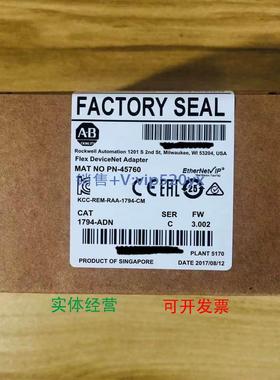 FACTORY SEAL
AB
Rockwell Automation 1201 S 2nd St, Milwaukee, WI 53204, USA
Flex DeviceNet Adapter
MAT NO PN-45760
EtherNet/IP
25
KCC-REM-RAA-1794-CM
CAT SER FW
1794-ADN C 3.002
PLANT 5170
PRODUCT OF SINGAPORE DATE 2017/08/12
实体经营
可开发票